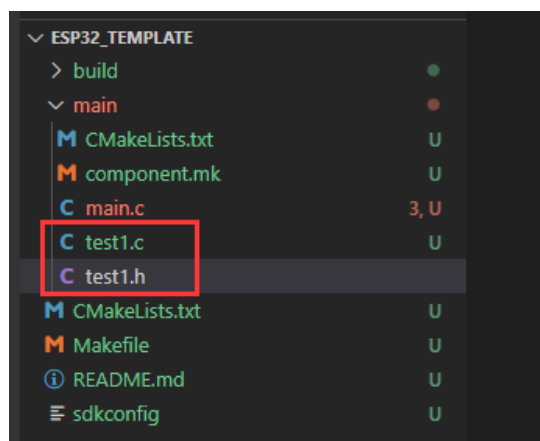 ESP32_TEMPLATE
build
main
M CMakeLists.txt U
M component.mk U
C main.c 3, U
C test1.c U
C test1.h
M CMakeLists.txt U
M Makefile U
README.md U
sdkconfig U